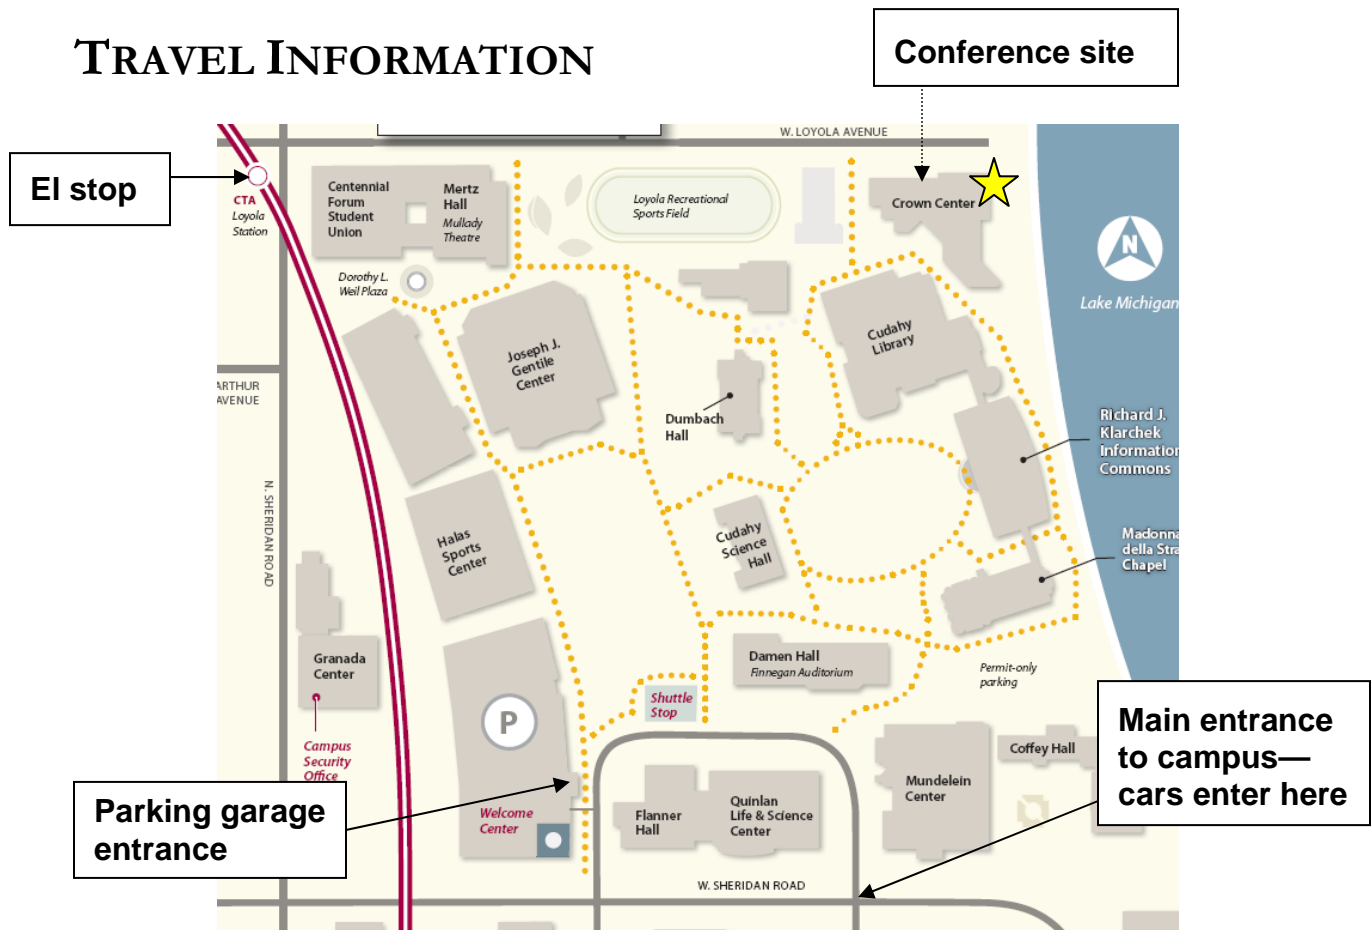 TRAVEL INFORMATION
Conference site
W. LOYOLA AVENUE
El stop
CTA
Loyola
Station
Centennial
Forum
Student
Union
Mertz
Hall
Mullady
Theatre
Loyola Recreational
Sports Field
Crown Center
N
Lake Michigan
Dorothy L.
Weil Plaza
Joseph J.
Gentile
Center
Cudahy
Library
ARTHUR
AVENUE
Dumbach
Hall
Richard J.
Klarchek
Information
Commons
N. SHERIDAN ROAD
Halas
Sports
Center
Cudahy
Science
Hall
Madonna
della Stra
Chapel
Granada
Center
Damen Hall
Finnegan Auditorium
Permit-only
parking
Shuttle
Stop
P
Campus
Security
Office
Main entrance
to campus—
cars enter here
Coffey Hall
Mundelein
Center
Parking garage
entrance
Welcome
Center
Flanner
Hall
Quinlan
Life & Science
Center
W. SHERIDAN ROAD